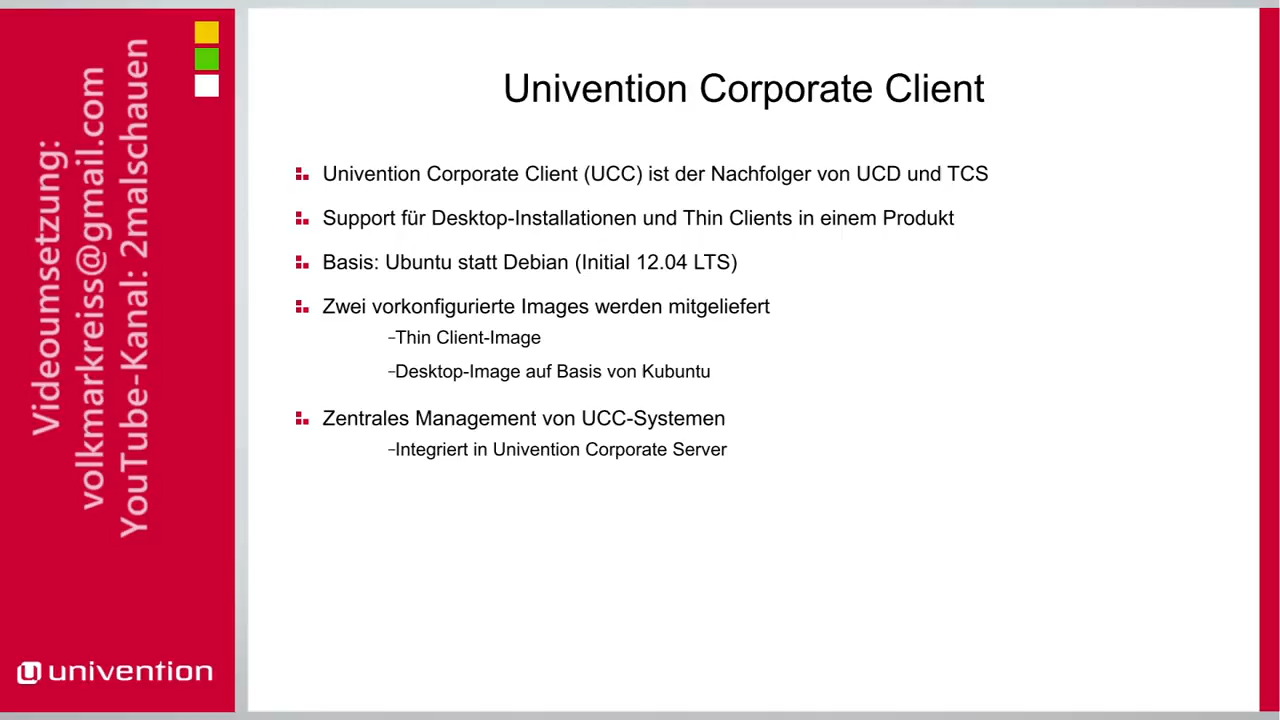 Videoumsetzung:
volkmarkreiss@gmail.com
YouTube-Kanal: 2malschauen
univention
Univention Corporate Client
Univention Corporate Client (UCC) ist der Nachfolger von UCD und TCS
Support für Desktop-Installationen und Thin Clients in einem Produkt
Basis: Ubuntu statt Debian (Initial 12.04 LTS)
Zwei vorkonfigurierte Images werden mitgeliefert
–Thin Client-Image
–Desktop-Image auf Basis von Kubuntu
Zentrales Management von UCC-Systemen
–Integriert in Univention Corporate Server